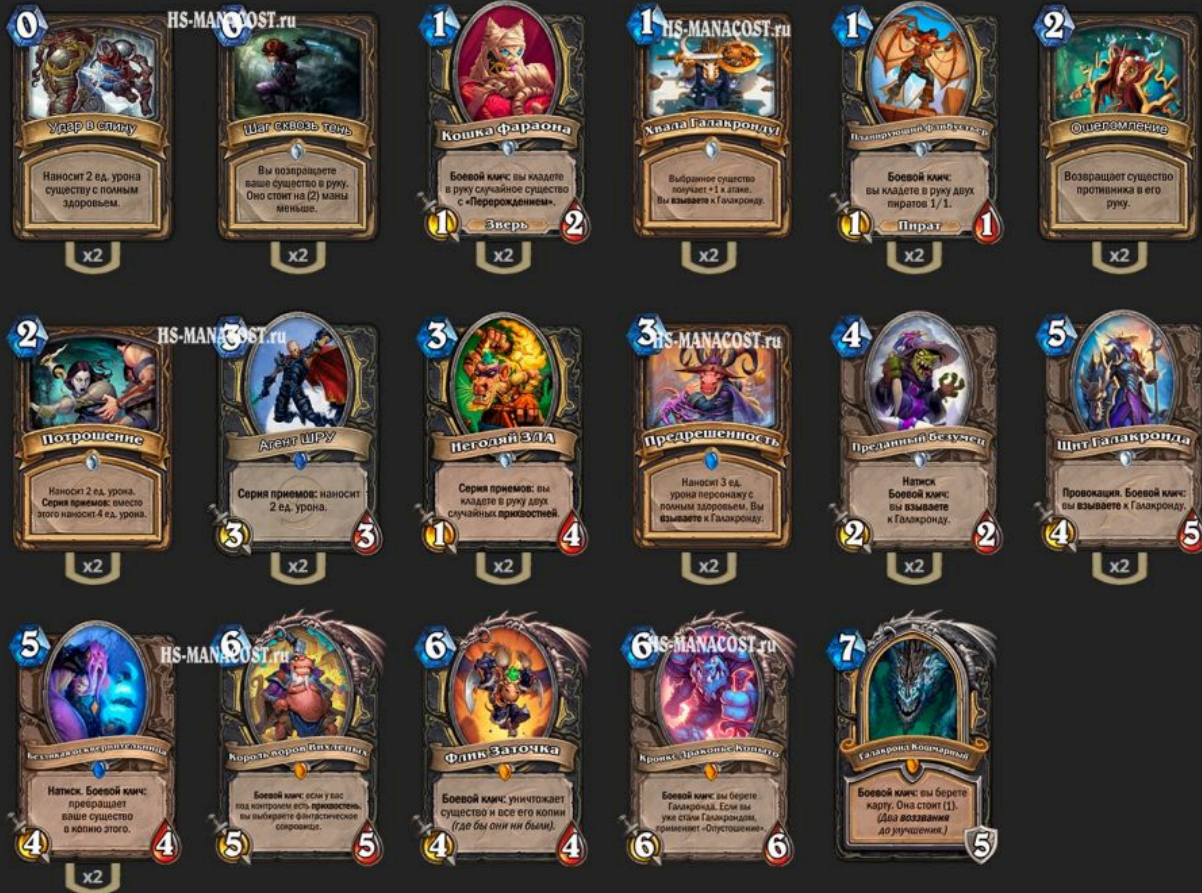 HS-MANACOST.ru
0
Удар в спину
Наносит 2 ед. урона
существу с полным
здоровьем.
x2
0
Шаг сквозь тень
Вы возвращаете
ваше существо в руку.
Оно стоит на (2) маны
меньше.
x2
1
Кошка фараона
Боевой клич: вы кладете
в руку случайное существо
с «Перерождением».
1
Зверь
2
x2
HS-MANACOST.ru
1
Хвала Галакронду!
Выбранное существо
получает +1 к атаке.
Вы взываете к Галакронду.
x2
1
Планирующий флибустьер
Боевой клич:
вы кладете в руку двух
пиратов 1/1.
1
Пират
1
x2
2
Ошеломление
Возвращает существо
противника в его
руку.
x2
2
Потрошение
Наносит 2 ед. урона.
Серия приемов: вместо
этого наносит 4 ед. урона.
x2
HS-MANACOST.ru
3
Агент ШРУ
Серия приемов: наносит
2 ед. урона.
3
3
3
Негодяй ЗЛА
Серия приемов: вы
кладете в руку двух
случайных прихвостней.
1
4
HS-MANACOST.ru
3
Предрешенность
Наносит 3 ед.
урона персонажу с
полным здоровьем. Вы
взываете к Галакронду.
x2
4
Преданный безумец
Натиск
Боевой клич:
вы взываете
к Галакронду.
2
2
x2
5
Щит Галакронда
Провокация. Боевой клич:
вы взываете к Галакронду.
4
5
x2
5
Безликая осквернительница
Натиск. Боевой клич:
превращает
ваше существо
в копию этого.
4
4
x2
HS-MANACOST.ru
6
Король воров Вихлепых
Боевой клич: если у вас
под контролем есть прихвостень,
вы выбираете фантастическое
сокровище.
5
5
6
Флик Заточка
Боевой клич: уничтожает
существо и все его копии
(где бы они ни были).
4
4
HS-MANACOST.ru
6
Кроникс Драконье Копыто
Боевой клич: вы берете
Галакронда. Если вы
уже стали Галакрондом,
применяет «Опустошение».
6
6
7
Галакронд Кошмарный
Боевой клич: вы берете
карту. Она стоит (1).
(Два воззвания
до улучшения.)
5